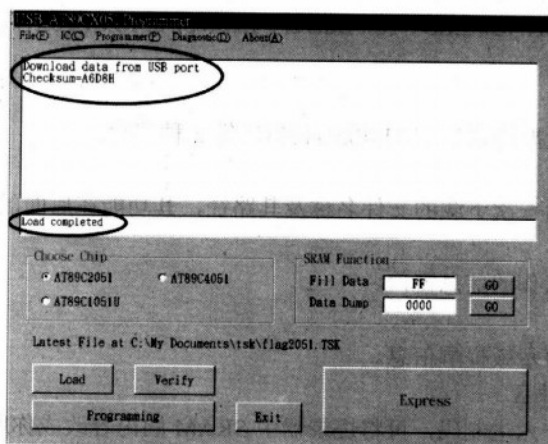 USB_AT89CX051 Programmer
File(F) IC(C) Programmer(P) Diagnostic(D) About(A)
Download data from USB port
Checksum=A6D8H
Load completed
Choose Chip
AT89C2051 AT89C4051
AT89C1051U
SRAM Function
Fill Data FF GO
Data Dump 0000 GO
Latest File at C:\My Documents\tsk\flag2051.TSK
Load Verify
Programming Exit Express